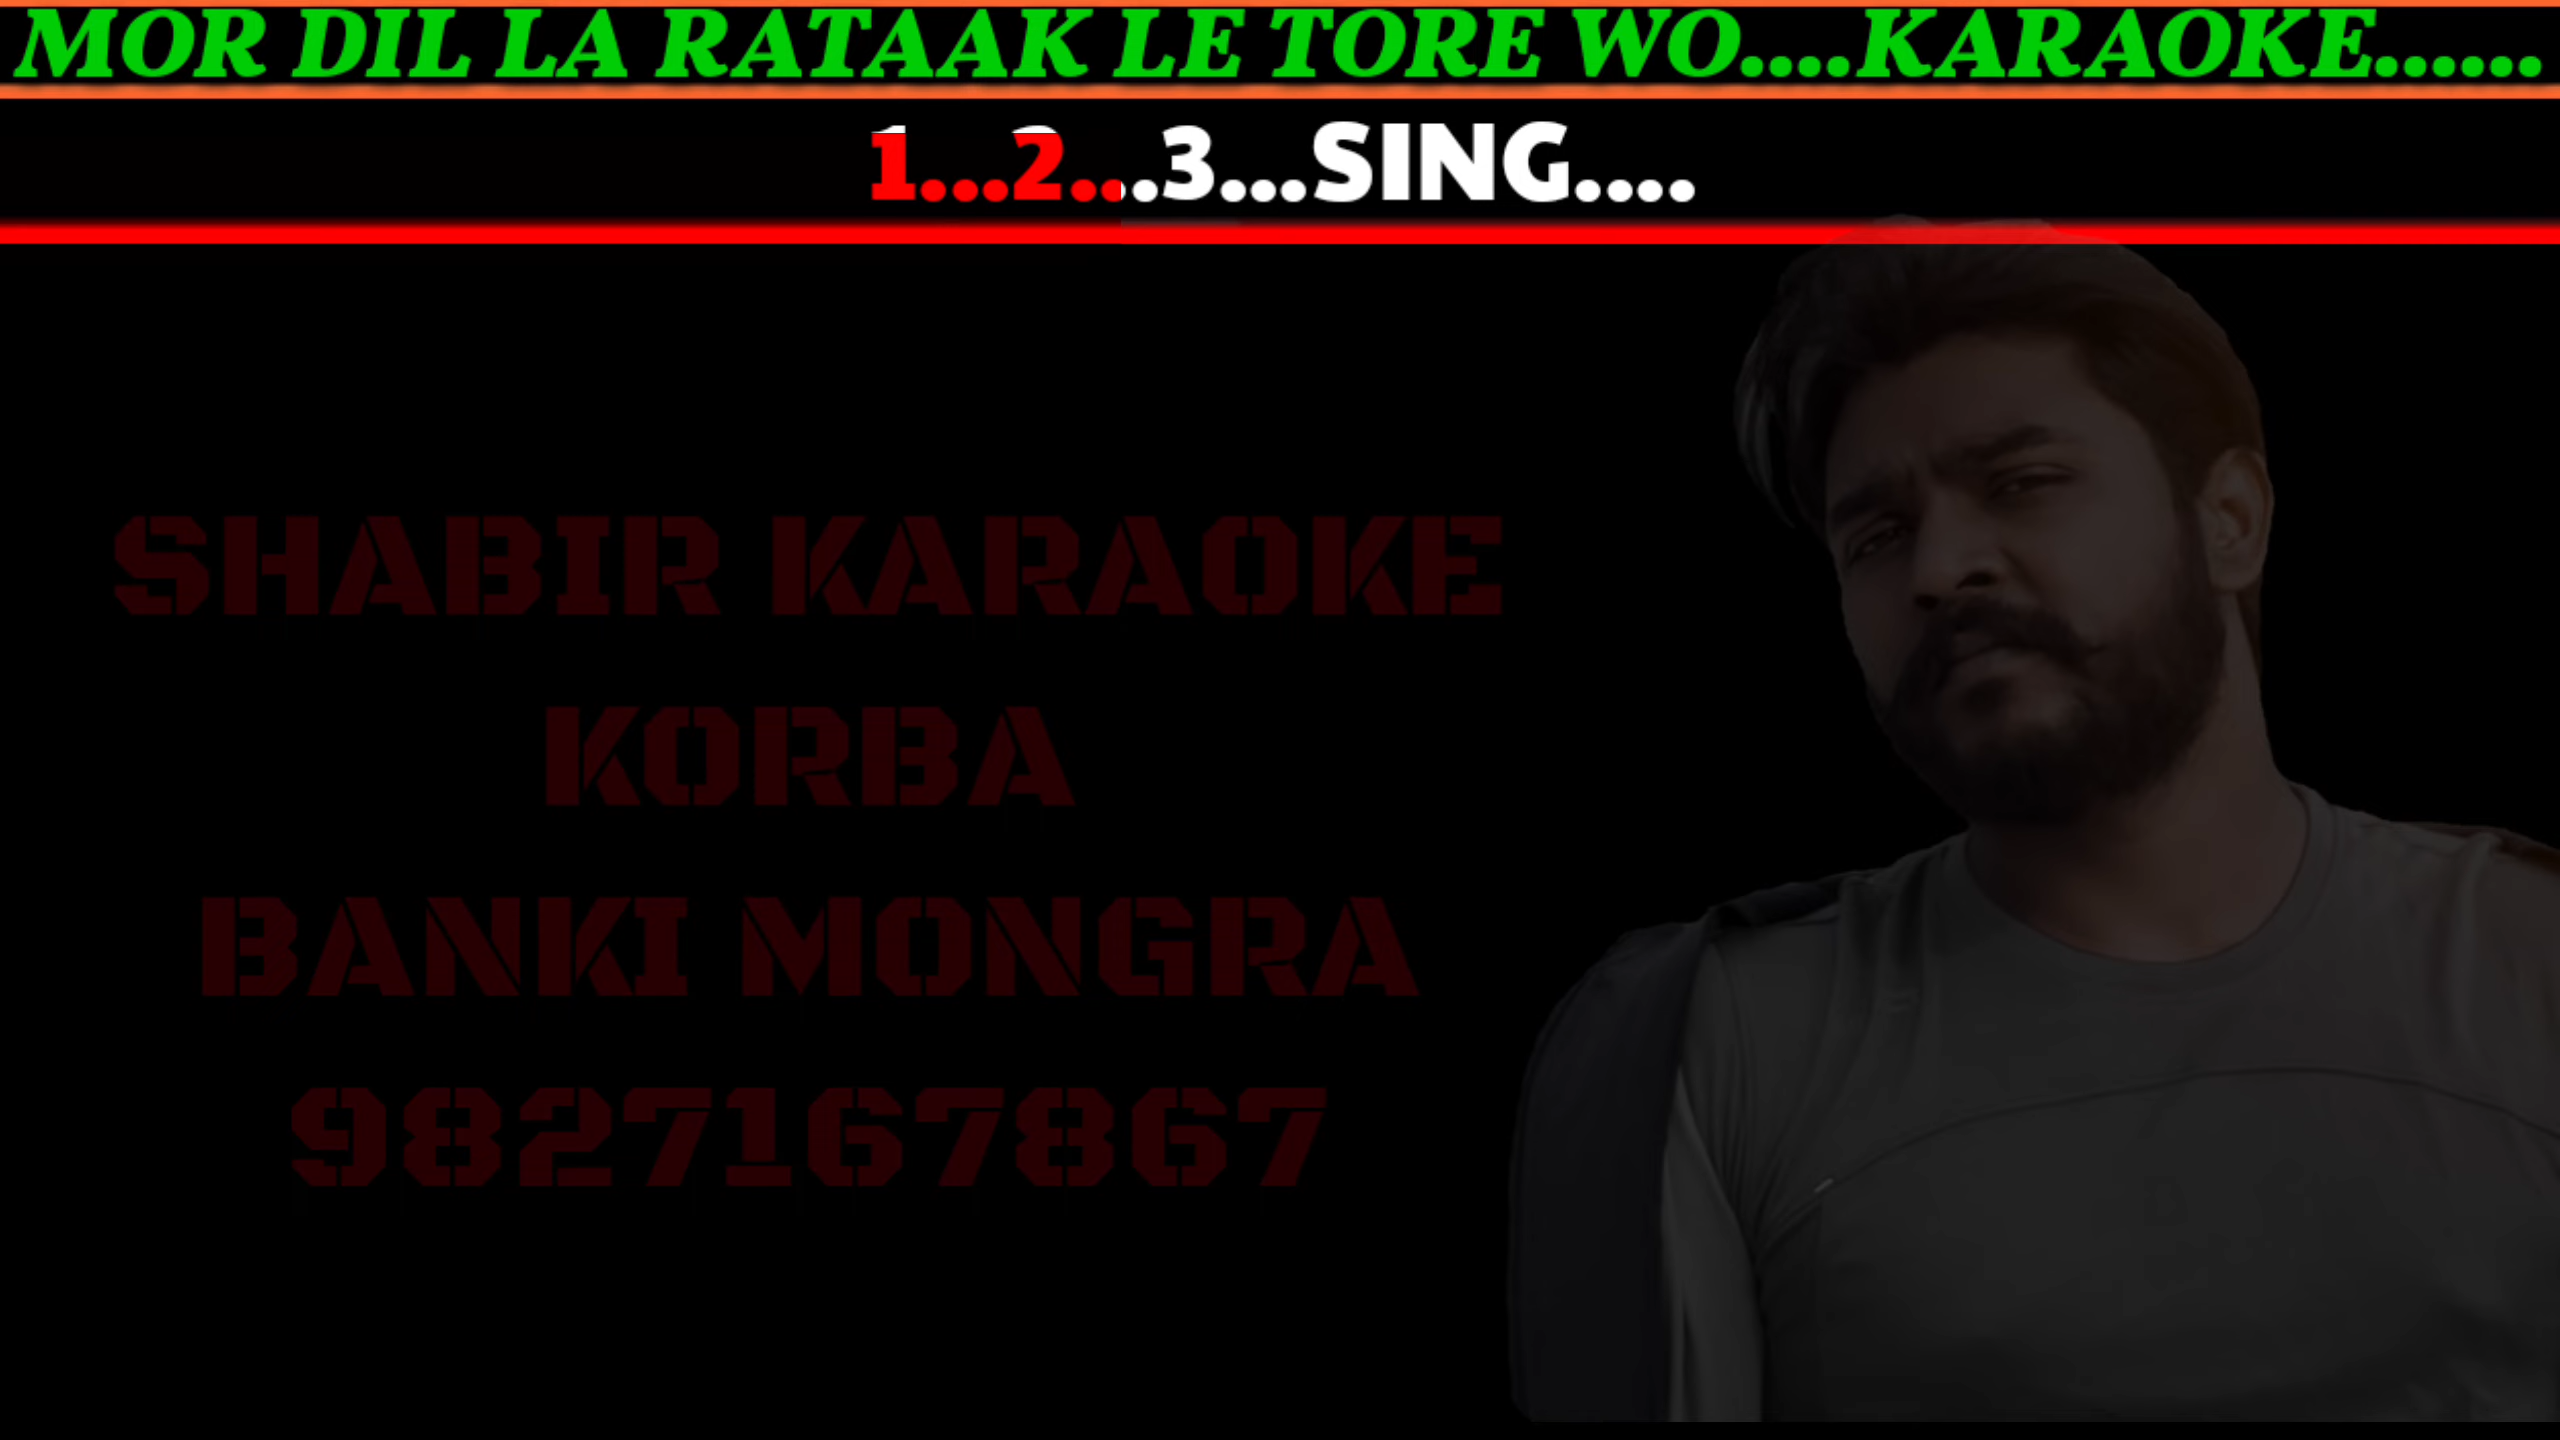 MOR DIL LA RATAAK LE TORE WO....KARAOKE......
1...2...3...SING....
SHABIR KARAOKE
KORBA
BANKI MONGRA
9827167867